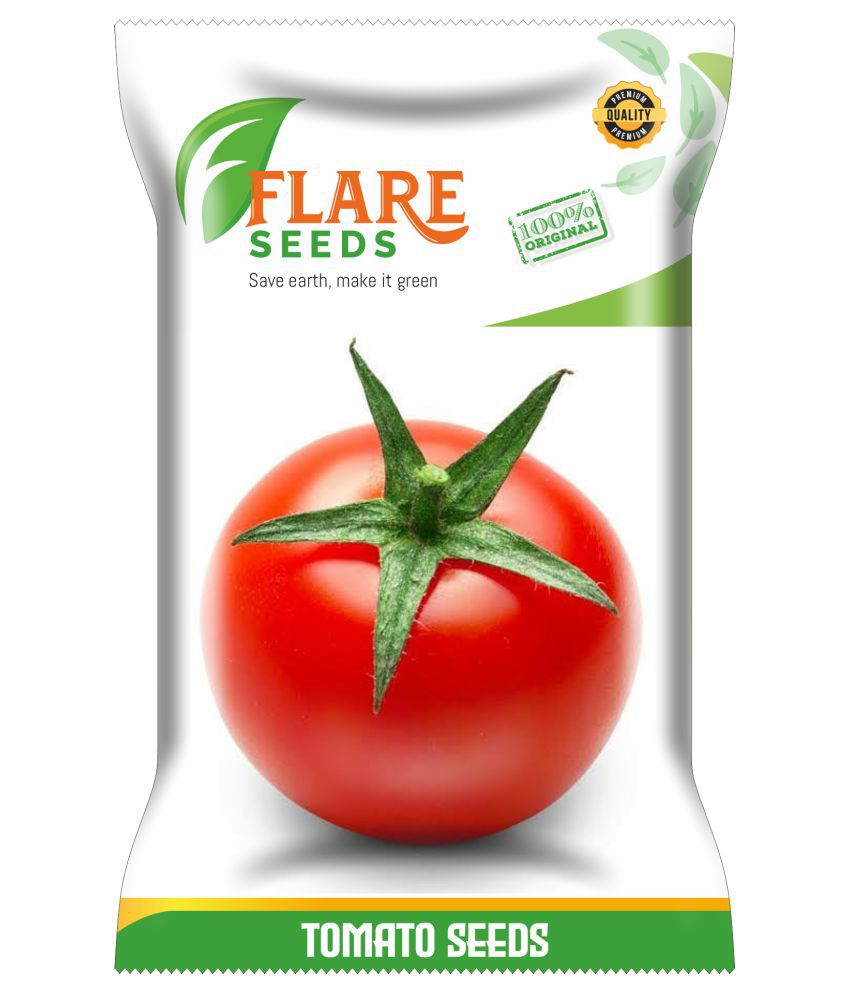 PREMIUM
QUALITY
PREMIUM
FLARE
SEEDS
100%
ORIGINAL
Save earth, make it green
TOMATO SEEDS